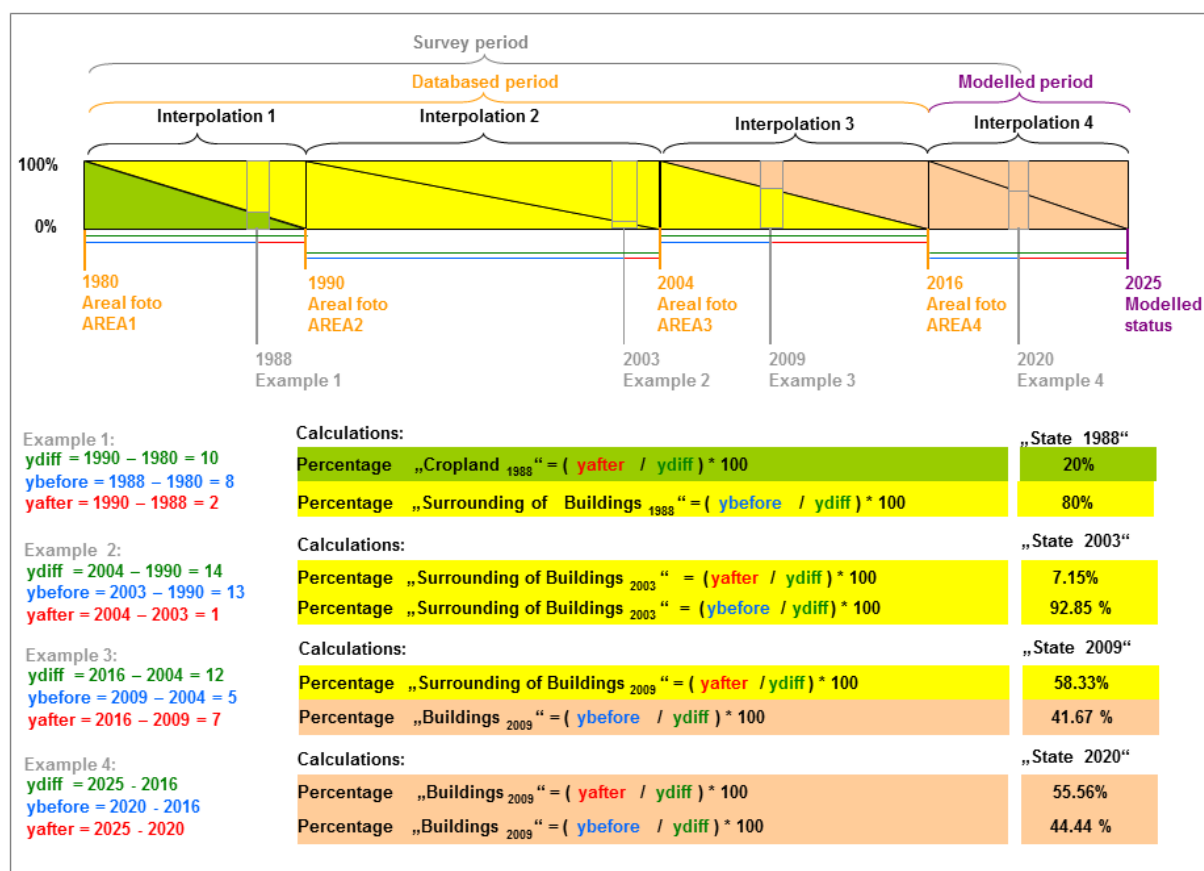 Survey period
Databased period
Modelled period
Interpolation 1
Interpolation 2
Interpolation 3
Interpolation 4
100%
0%
1980
Areal foto
AREA1
1990
Areal foto
AREA2
2004
Areal foto
AREA3
2016
Areal foto
AREA4
2025
Modelled
status
1988
Example 1
2003
Example 2
2009
Example 3
2020
Example 4
Example 1:
ydiff = 1990 – 1980 = 10
ybefore = 1988 – 1980 = 8
yafter = 1990 – 1988 = 2
Calculations:
„State 1988“
Percentage „Cropland 1988“ = ( yafter / ydiff ) * 100
20%
Percentage „Surrounding of Buildings 1988“ = ( ybefore / ydiff ) * 100
80%
Example 2:
ydiff = 2004 – 1990 = 14
ybefore = 2003 – 1990 = 13
yafter = 2004 – 2003 = 1
Calculations:
„State 2003“
Percentage „Surrounding of Buildings 2003 “ = (yafter / ydiff) * 100
7.15%
Percentage „Surrounding of Buildings 2003 “ = (ybefore / ydiff) * 100
92.85 %
Example 3:
ydiff = 2016 – 2004 = 12
ybefore = 2009 – 2004 = 5
yafter = 2016 – 2009 = 7
Calculations:
„State 2009“
Percentage „Surrounding of Buildings 2009 “ = ( yafter / ydiff ) * 100
58.33%
Percentage „Buildings 2009“ = ( ybefore / ydiff ) * 100
41.67 %
Example 4:
ydiff = 2025 - 2016
ybefore = 2020 - 2016
yafter = 2025 - 2020
Calculations:
„State 2020“
Percentage „Buildings 2009“ = ( yafter / ydiff ) * 100
55.56%
Percentage „Buildings 2009“ = ( ybefore / ydiff ) * 100
44.44 %